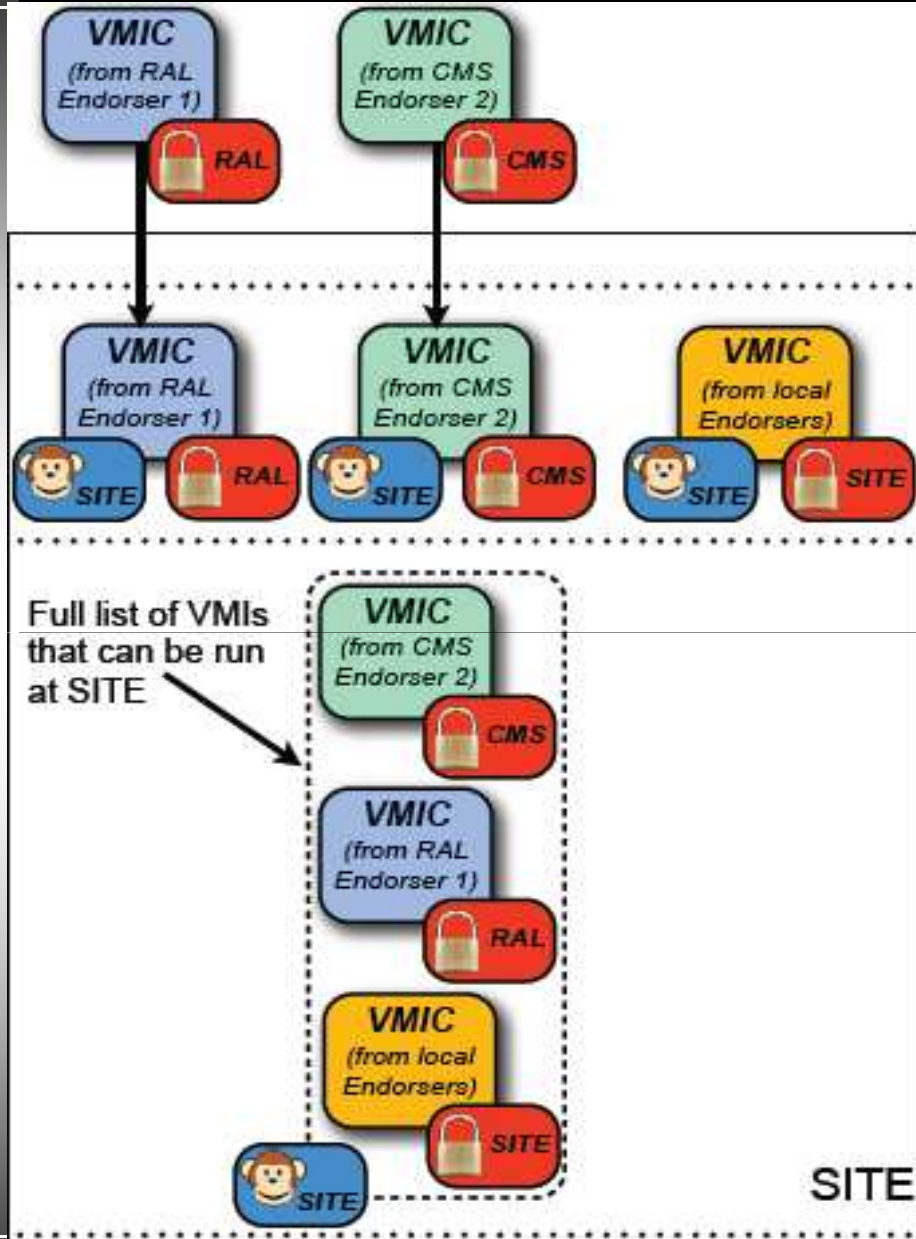 VMIC
(from RAL
Endorser 1)
RAL
VMIC
(from CMS
Endorser 2)
CMS
VMIC
(from RAL
Endorser 1)
SITE
RAL
VMIC
(from CMS
Endorser 2)
SITE
CMS
VMIC
(from local
Endorsers)
SITE
SITE
Full list of VMIs
that can be run
at SITE
VMIC
(from CMS
Endorser 2)
CMS
VMIC
(from RAL
Endorser 1)
RAL
VMIC
(from local
Endorsers)
SITE
SITE
SITE